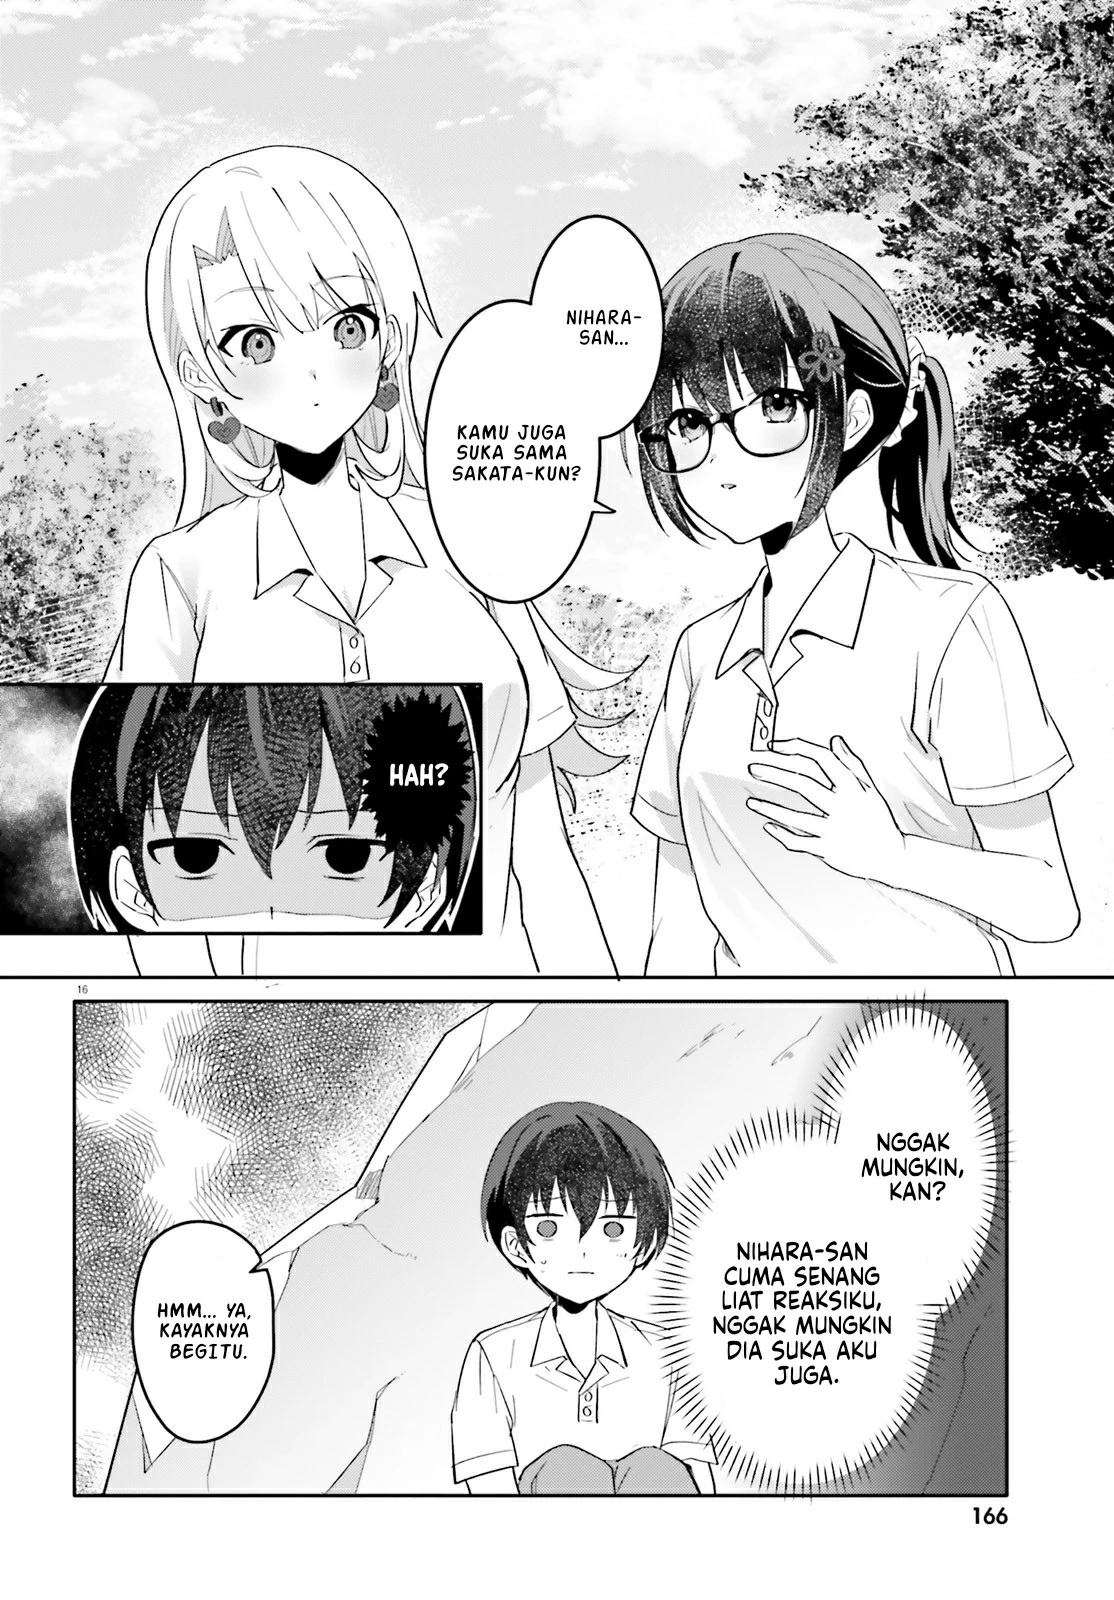 NIHARA-
SAN...
KAMU JUGA
SUKA SAMA
SAKATA-KUN?
HAH?
16
NGGAK
MUNGKIN,
KAN?
NIHARA-SAN
CUMA SENANG
LIAT REAKSIKU,
NGGAK MUNGKIN
DIA SUKA AKU
JUGA.
HMM... YA,
KAYAKNYA
BEGITU.
166